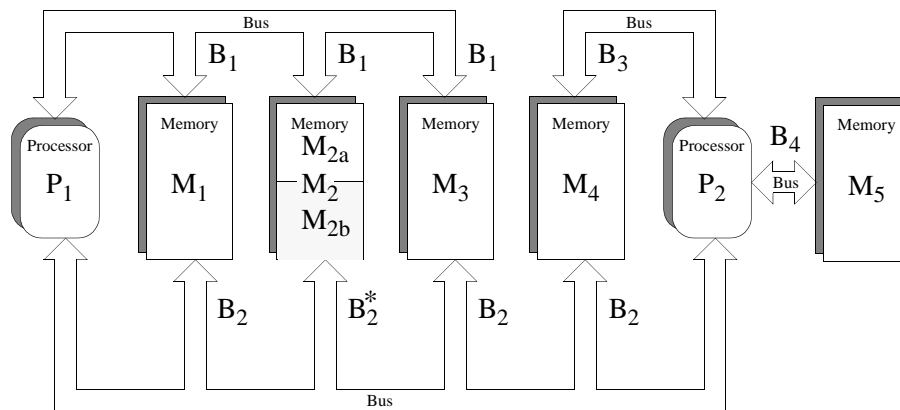 Bus
B1 B1 B1 B3
Memory Memory Memory Memory Memory
Processor Processor
M2a
B4
P1 M1 M2 M3 M4 P2 Bus M5
M2b
B2 B2* B2 B2
Bus